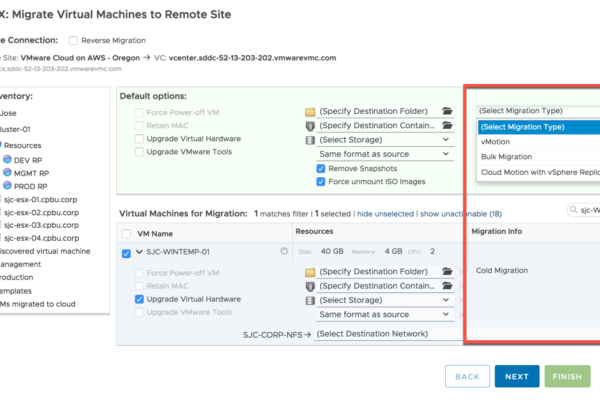 X: Migrate Virtual Machines to Remote Site
e Connection: Reverse Migration
Site: VMware Cloud on AWS - Oregon → VC: vcenter.sddc-52-13-203-202.vmwarevmc.com
cx.sddc-52-13-203-202.vmwarevmc.com
ventory:
Jose
luster-01
Resources
DEV RP
MGMT RP
PROD RP
sjc-esx-01.cpbu.corp
sjc-esx-02.cpbu.corp
sjc-esx-03.cpbu.corp
sjc-esx-04.cpbu.corp
iscovered virtual machine
anagement
roduction
emplates
Ms migrated to cloud
Default options:
Force Power-off VM
Retain MAC
Upgrade Virtual Hardware
Upgrade VMware Tools
(Specify Destination Folder)
(Specify Destination Contain...
(Select Storage)
Same format as source
Remove Snapshots
Force unmount ISO images
(Select Migration Type)
(Select Migration Type)
vMotion
Bulk Migration
Cloud Motion with vSphere Replic
Virtual Machines for Migration: 1 matches filter | 1 selected | hide unselected | show unactionable (18)
sjc-W
VM Name
Resources
Migration Info
SJC-WINTEMP-01
Disk: 40 GB Memory: 4 GB CPU: 2
Force Power-off VM
Retain MAC
Upgrade Virtual Hardware
Upgrade VMware Tools
(Specify Destination Folder)
(Specify Destination Contain...
(Select Storage)
Same format as source
Cold Migration
SJC-CORP-NFS → (Select Destination Network)
BACK
NEXT
FINISH